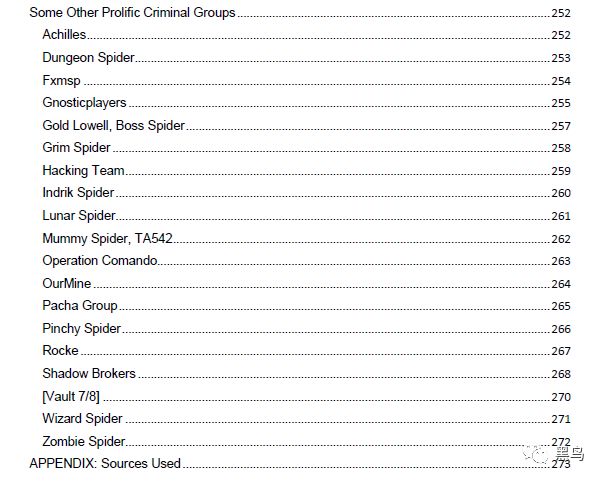 Some Other Prolific Criminal Groups ........ 252
Achilles ........ 252
Dungeon Spider ........ 253
Fxmsp ........ 254
Gnosticplayers ........ 255
Gold Lowell, Boss Spider ........ 257
Grim Spider ........ 258
Hacking Team ........ 259
Indrik Spider ........ 260
Lunar Spider ........ 261
Mummy Spider, TA542 ........ 262
Operation Comando ........ 263
OurMine ........ 264
Pacha Group ........ 265
Pinchy Spider ........ 266
Rocke ........ 267
Shadow Brokers ........ 268
[Vault 7/8] ........ 270
Wizard Spider ........ 271
Zombie Spider ........ 272
APPENDIX: Sources Used ........ 273
黑鸟